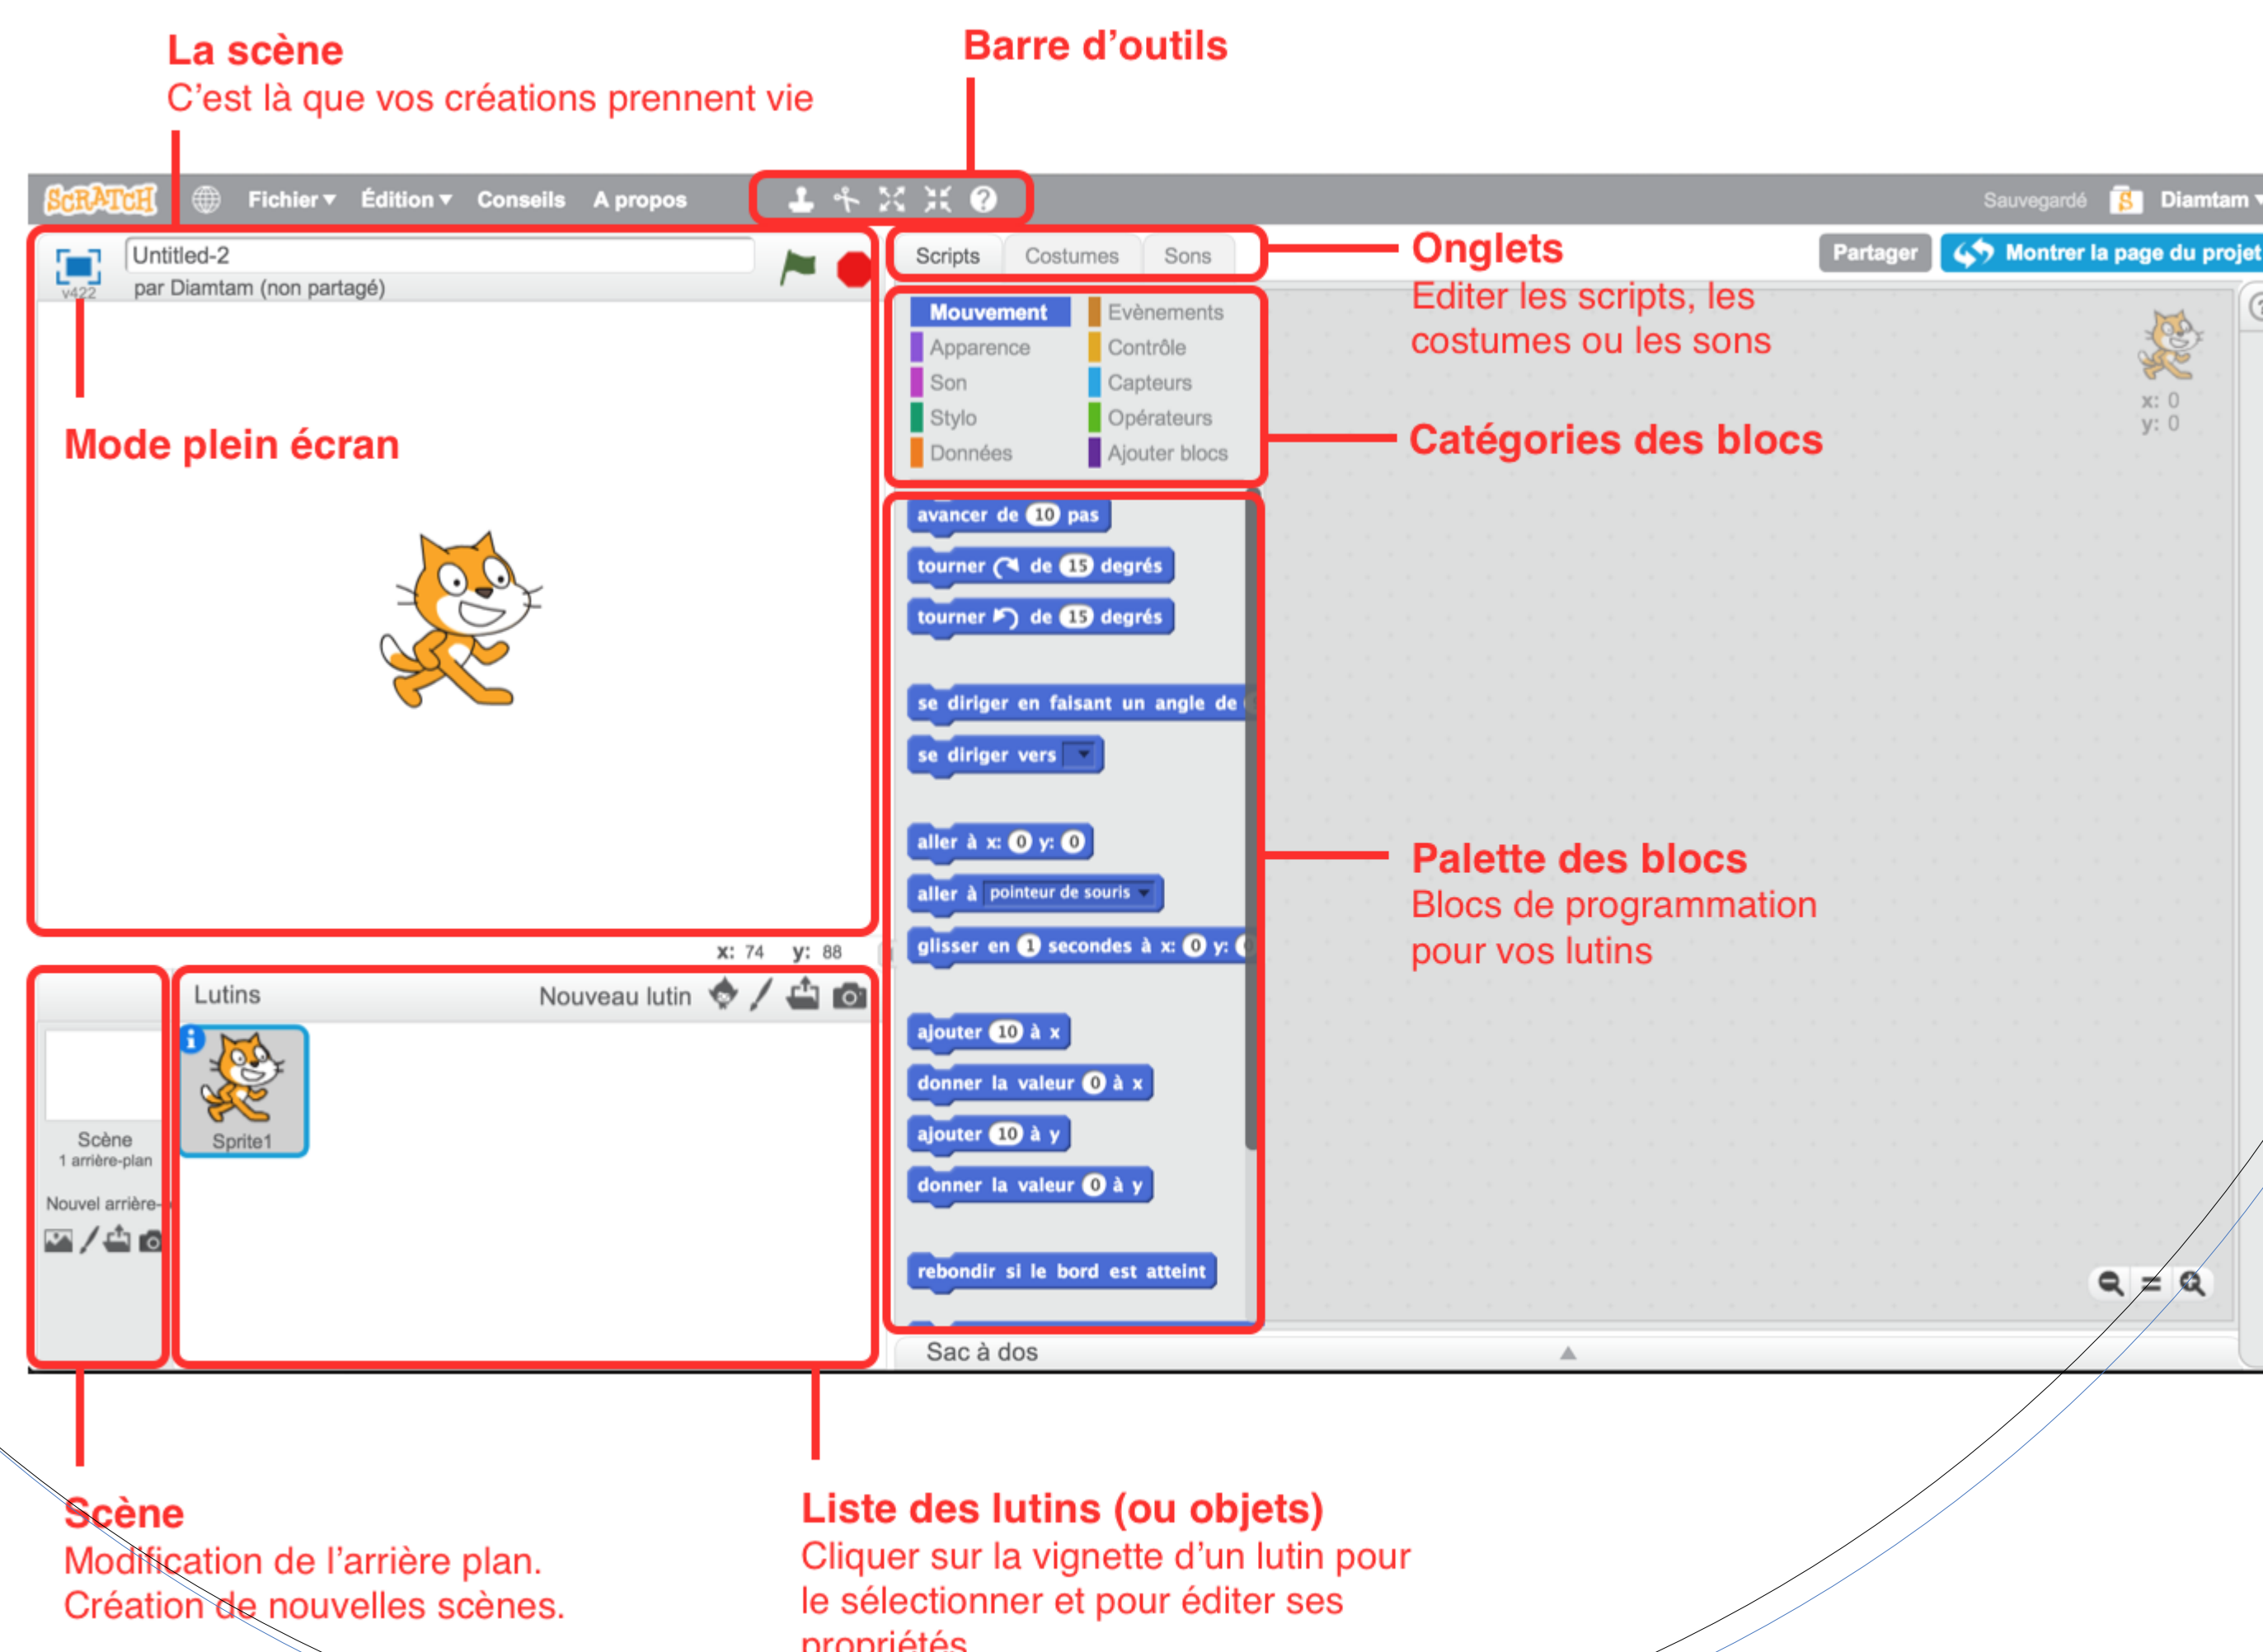 La scène
C'est là que vos créations prennent vie
Barre d'outils
SCRATCH
Fichier
Édition
Conseils
A propos
Sauvegardé
Diamtam
Untitled-2
par Diamtam (non partagé)
v422
Scripts
Costumes
Sons
Onglets
Editer les scripts, les
costumes ou les sons
Partager
Montrer la page du projet
Mode plein écran
Mouvement
Evènements
Apparence
Contrôle
Son
Capteurs
Stylo
Opérateurs
Données
Ajouter blocs
Catégories des blocs
x: 0
y: 0
avancer de 10 pas
tourner de 15 degrés
tourner de 15 degrés
se diriger en faisant un angle de
se diriger vers
aller à x: 0 y: 0
aller à pointeur de souris
glisser en 1 secondes à x: 0 y: 0
ajouter 10 à x
donner la valeur 0 à x
ajouter 10 à y
donner la valeur 0 à y
rebondir si le bord est atteint
Palette des blocs
Blocs de programmation
pour vos lutins
x: 74 y: 88
Lutins
Nouveau lutin
Sprite1
Scène
1 arrière-plan
Nouvel arrière-
Sac à dos
Scène
Modification de l'arrière plan.
Création de nouvelles scènes.
Liste des lutins (ou objets)
Cliquer sur la vignette d'un lutin pour
le sélectionner et pour éditer ses
propriétés